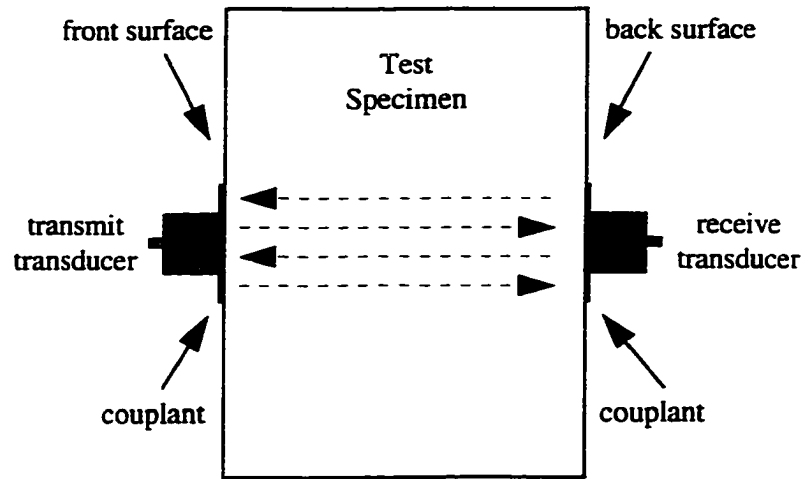 front surface
back surface
Test
Specimen
transmit
transducer
receive
transducer
couplant
couplant